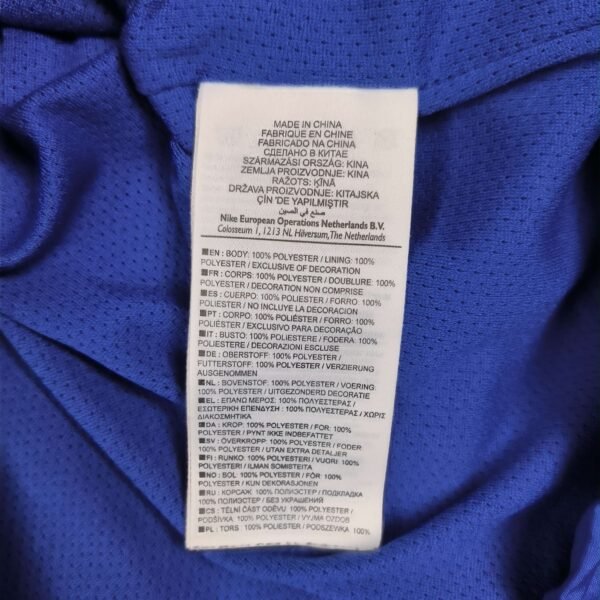 MADE IN CHINA
FABRIQUE EN CHINE
FABRICADO NA CHINA
СДЕЛАНО В КИТАЕ
SZÁRMAZÁSI ORSZÁG: KINA
ZEMLJA PROIZVODNJE: KINA
RAŽOTS: ĶĪNĀ
DRŽAVA PROIZVODNJE: KITAJSKA
ÇİN 'DE YAPILMIŞTIR
صنع في الصين
Nike European Operations Netherlands B.V.
Colosseum 1, 1213 NL Hilversum, The Netherlands
EN : BODY: 100% POLYESTER / LINING: 100%
POLYESTER / EXCLUSIVE OF DECORATION
FR : CORPS: 100% POLYESTER / DOUBLURE: 100%
POLYESTER / DECORATION NON COMPRISE
ES : CUERPO: 100% POLIESTER / FORRO: 100%
POLIESTER / NO INCLUYE LA DECORACION
PT : CORPO: 100% POLIÉSTER / FORRO: 100%
POLIÉSTER / EXCLUSIVO PARA DECORAÇÃO
IT : BUSTO: 100% POLIESTERE / FODERA: 100%
POLIESTERE / DECORAZIONI ESCLUSE
DE : OBERSTOFF: 100% POLYESTER /
FUTTERSTOFF: 100% POLYESTER / VERZIERUNG
AUSGENOMMEN
NL : BOVENSTOF: 100% POLYESTER / VOERING
100% POLYESTER / UITGEZONDERD DECORATIE
EL : ΕΠΑΝΩ ΜΕΡΟΣ: 100% ΠΟΛΥΕΣΤΕΡΑΣ /
ΕΣΩΤΕΡΙΚΗ ΕΠΕΝΔΥΣΗ : 100% ΠΟΛΥΕΣΤΕΡΑΣ / ΧΩΡΙΣ
ΔΙΑΚΟΣΜΗΤΙΚΑ
DA : KROP: 100% POLYESTER / FOR: 100%
POLYESTER / PYNT IKKE INDBEFATTET
SV : ÖVERKROPP: 100% POLYESTER / FODER
100% POLYESTER / UTAN EXTRA DETALJER
FI : RUNKO: 100% POLYESTERI / VUORI: 100%
POLYESTERI / ILMAN SOMISTEITA
NO : SOL: 100% POLYESTER / FÔR: 100%
POLYESTER / KUN DEKORASJONEN
RU : КОРСАЖ: 100% ПОЛИЭСТЕР / ПОДКЛАДКА
100% ПОЛИЭСТЕР / БЕЗ УКРАШЕНИЙ
CS : TĚLNÍ ČÁST ODĚVU: 100% POLYESTER /
PODŠÍVKA: 100% POLYESTER / VYJMA OZDOB
PL : TORS: 100% POLIESTER / PODSZEWKA: 100%